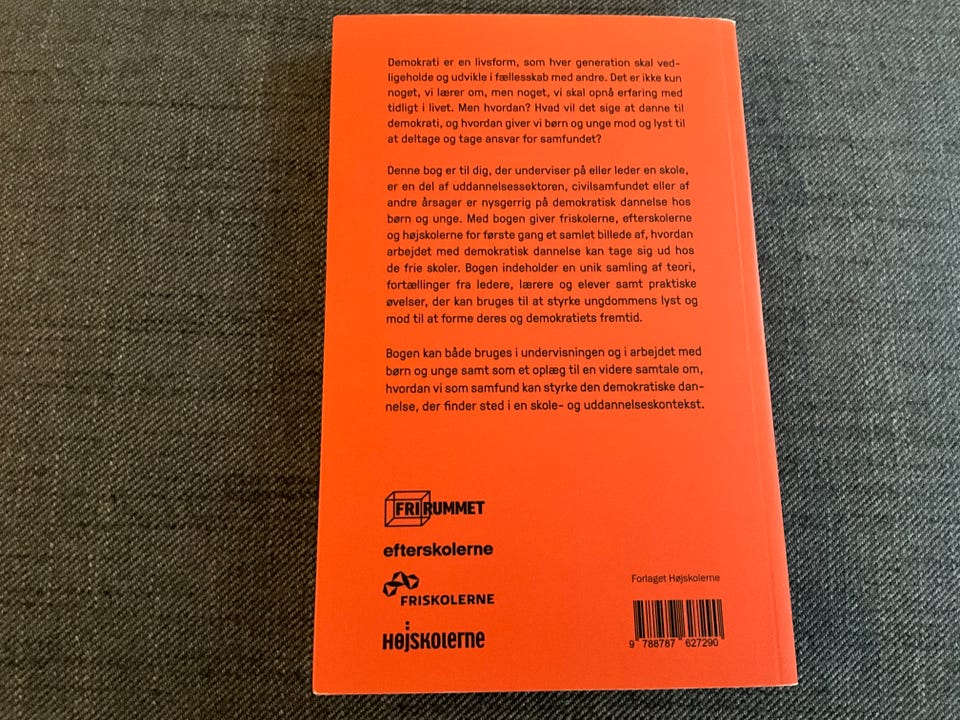 Demokrati er en livsform, som hver generation skal ved-
ligeholde og udvikle i fællesskab med andre. Det er ikke kun
noget, vi lærer om, men noget, vi skal opnå erfaring med
tidligt i livet. Men hvordan? Hvad vil det sige at danne til
demokrati, og hvordan giver vi børn og unge mod og lyst til
at deltage og tage ansvar for samfundet?
Denne bog er til dig, der underviser på eller leder en skole,
er en del af uddannelsessektoren, civilsamfundet eller af
andre årsager er nysgerrig på demokratisk dannelse hos
børn og unge. Med bogen giver friskolerne, efterskolerne
og højskolerne for første gang et samlet billede af, hvordan
arbejdet med demokratisk dannelse kan tage sig ud hos
de frie skoler. Bogen indeholder en unik samling af teori,
fortællinger fra ledere, lærere og elever samt praktiske
øvelser, der kan bruges til at styrke ungdommens lyst og
mod til at forme deres og demokratiets fremtid.
Bogen kan både bruges i undervisningen og i arbejdet med
børn og unge samt som et oplæg til en videre samtale om,
hvordan vi som samfund kan styrke den demokratiske dan-
nelse, der finder sted i en skole- og uddannelseskontekst.
FRIRUMMET
efterskolerne
FRISKOLERNE
HØJSKOLERNE
Forlaget Højskolerne
9 788787 627290